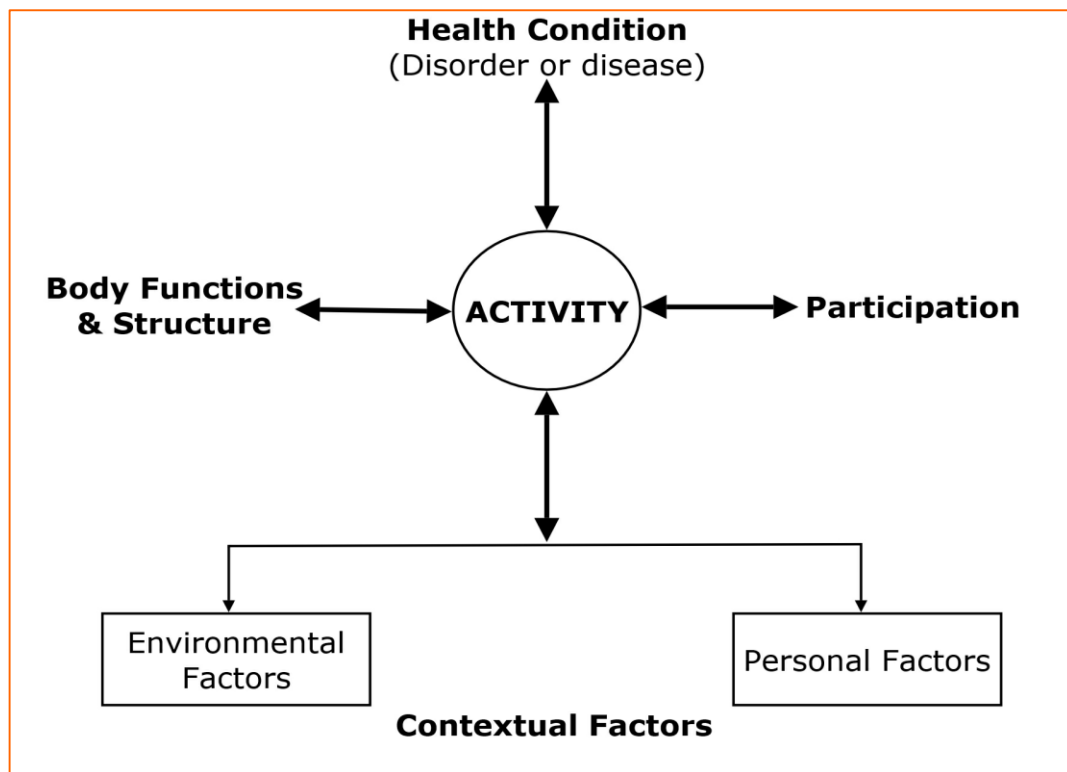 Health Condition
(Disorder or disease)
Body Functions
& Structure
ACTIVITY
Participation
Environmental
Factors
Personal Factors
Contextual Factors